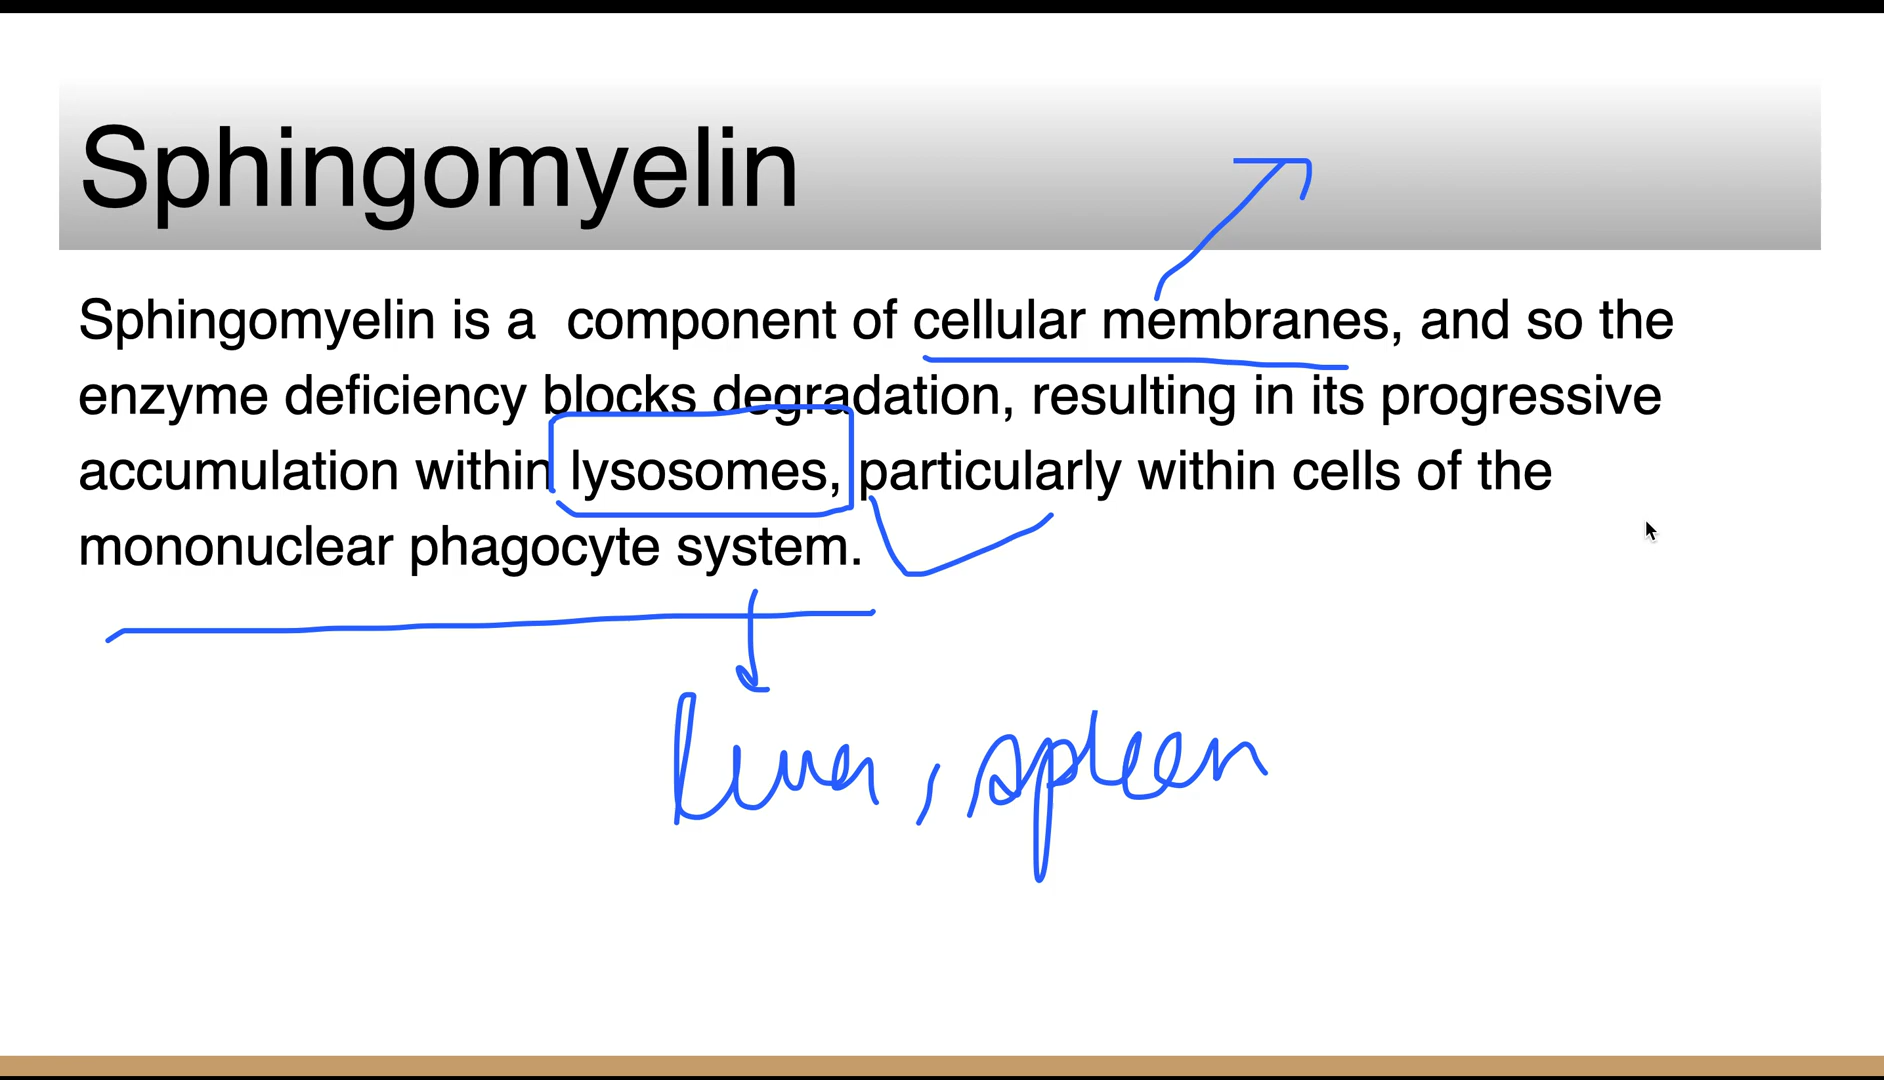 Sphingomyelin
Sphingomyelin is a component of cellular membranes, and so the
enzyme deficiency blocks degradation, resulting in its progressive
accumulation within lysosomes, particularly within cells of the
mononuclear phagocyte system.
liver, spleen